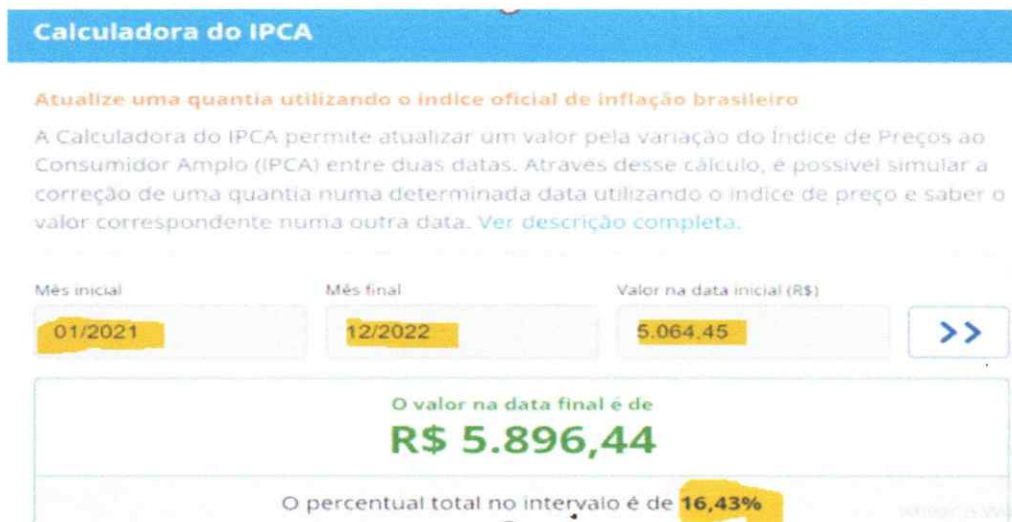 Calculadora do IPCA
Atualize uma quantia utilizando o índice oficial de inflação brasileiro
A Calculadora do IPCA permite atualizar um valor pela variação do Índice de Preços ao
Consumidor Amplo (IPCA) entre duas datas. Através desse cálculo, é possível simular a
correção de uma quantia numa determinada data utilizando o índice de preço e saber o
valor correspondente numa outra data. Ver descrição completa.
Mês inicial Mês final Valor na data inicial (R$)
01/2021 12/2022 5.064,45 >>
O valor na data final é de
R$ 5.896,44
O percentual total no intervalo é de 16,43%